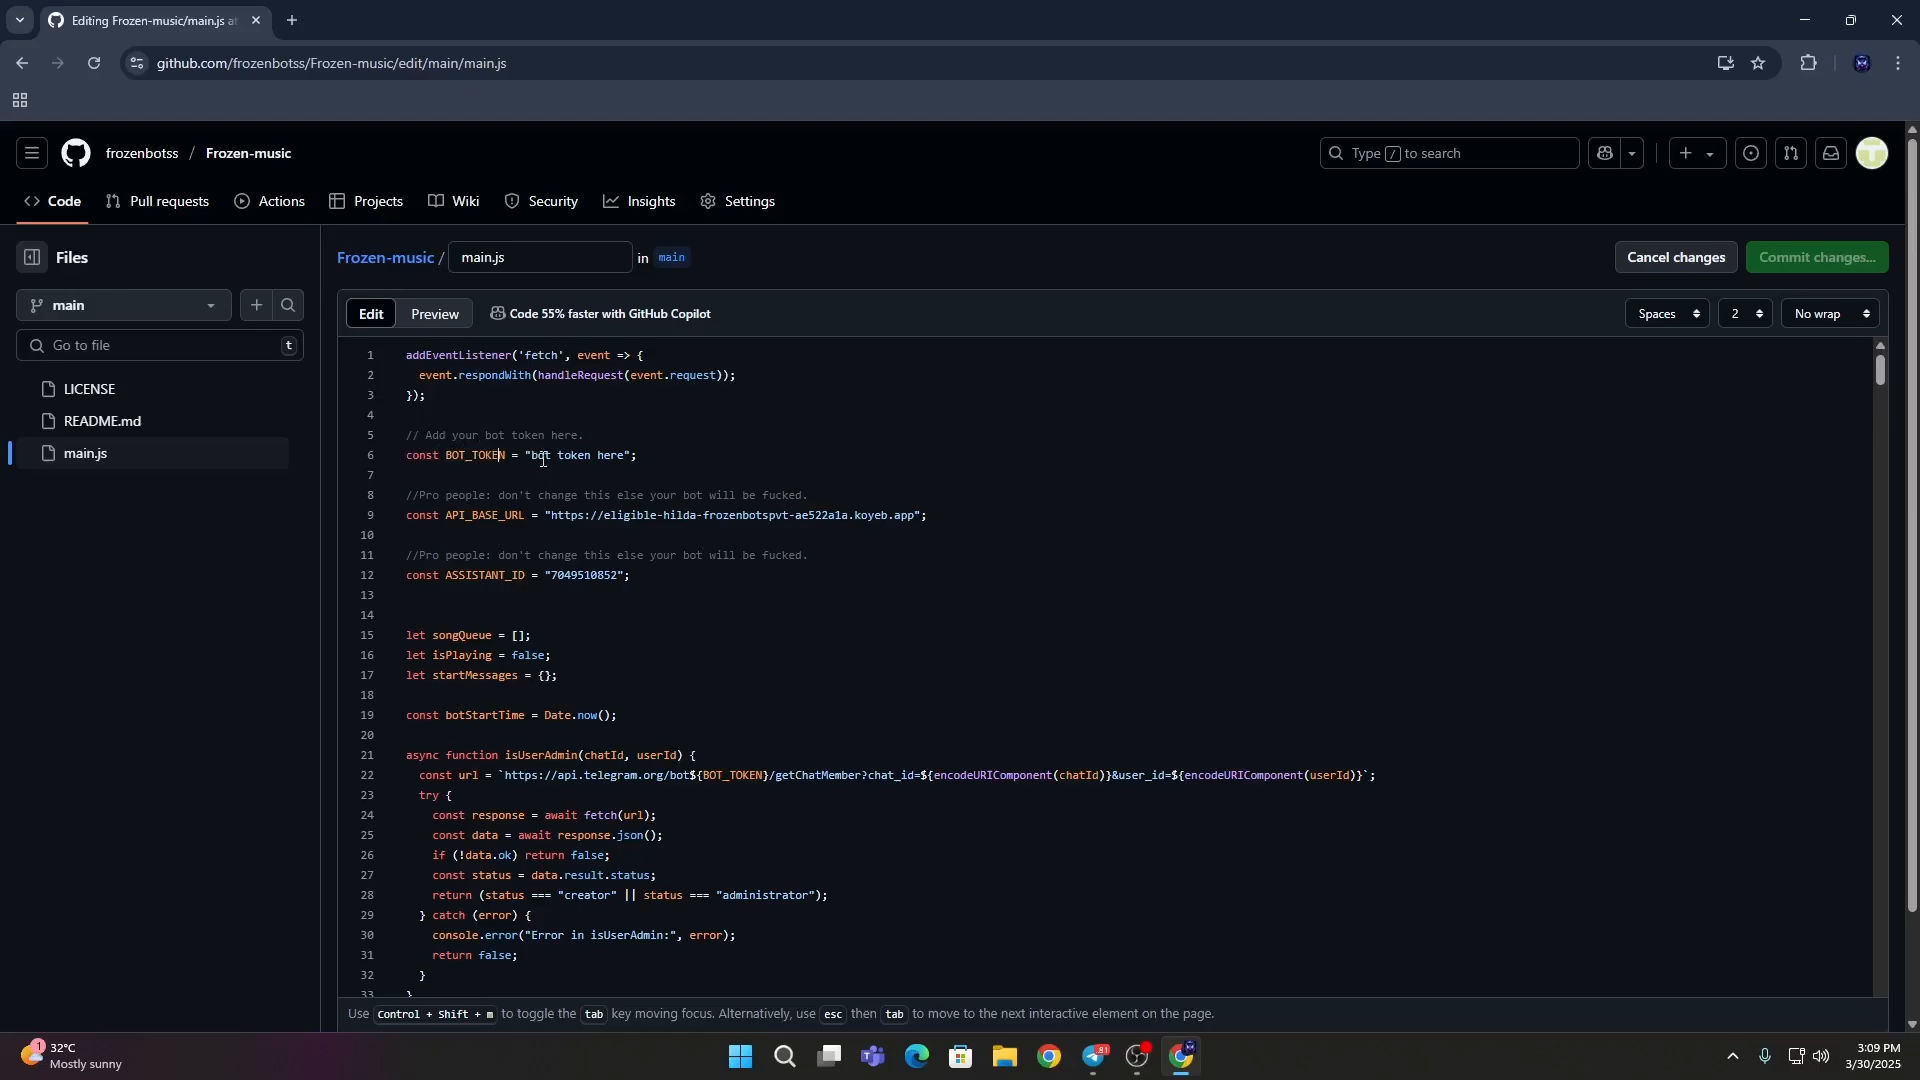 Editing Frozen-music/main.js at
github.com/frozenbotss/Frozen-music/edit/main/main.js
frozenbotss / Frozen-music
Type / to search
Code
Pull requests
Actions
Projects
Wiki
Security
Insights
Settings
Files
Frozen-music / main.js in main
Cancel changes
Commit changes...
main
Go to file
t
LICENSE
README.md
main.js
Edit
Preview
Code 55% faster with GitHub Copilot
Spaces
2
No wrap
1 addEventListener('fetch', event => {
2 event.respondWith(handleRequest(event.request));
3 });
4
5 // Add your bot token here.
6 const BOT_TOKEN = "bot token here";
7
8 //Pro people: don't change this else your bot will be fucked.
9 const API_BASE_URL = "https://eligible-hilda-frozenbotspvt-ae522a1a.koyeb.app";
10
11 //Pro people: don't change this else your bot will be fucked.
12 const ASSISTANT_ID = "7049510852";
13
14
15 let songQueue = [];
16 let isPlaying = false;
17 let startMessages = {};
18
19 const botStartTime = Date.now();
20
21 async function isUserAdmin(chatId, userId) {
22 const url = `https://api.telegram.org/bot${BOT_TOKEN}/getChatMember?chat_id=${encodeURIComponent(chatId)}&user_id=${encodeURIComponent(userId)}`;
23 try {
24 const response = await fetch(url);
25 const data = await response.json();
26 if (!data.ok) return false;
27 const status = data.result.status;
28 return (status === "creator" || status === "administrator");
29 } catch (error) {
30 console.error("Error in isUserAdmin:", error);
31 return false;
32 }
33 }
Use Control + Shift + m to toggle the tab key moving focus. Alternatively, use esc then tab to move to the next interactive element on the page.
1
32°C
Mostly sunny
81
3:09 PM
3/30/2025